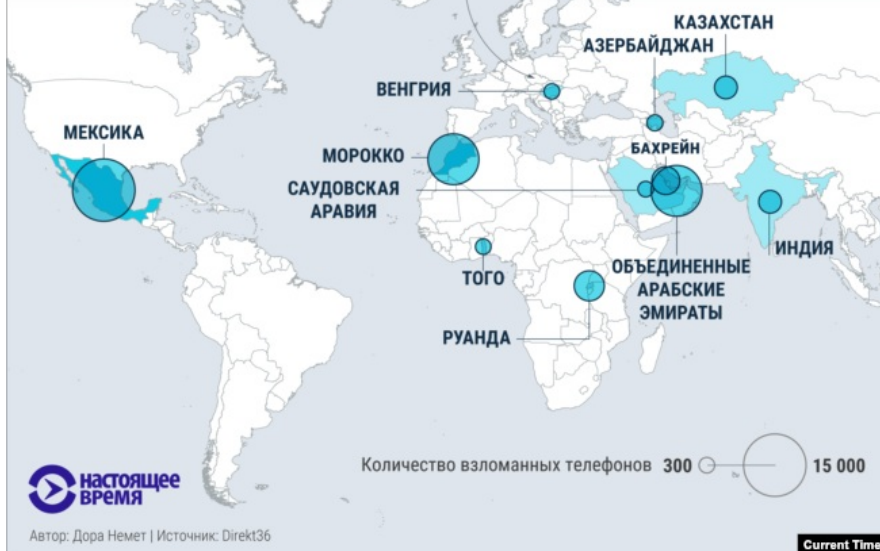 КАЗАХСТАН
АЗЕРБАЙДЖАН
ВЕНГРИЯ
МЕКСИКА
БАХРЕЙН
МОРОККО
САУДОВСКАЯ
АРАВИЯ
ИНДИЯ
ТОГО
ОБЪЕДИНЕННЫЕ
АРАБСКИЕ
ЭМИРАТЫ
РУАНДА
Количество взломанных телефонов 300 15 000
НАСТОЯЩЕЕ
ВРЕМЯ
Автор: Дора Немет | Источник: Direkt36
Current Time